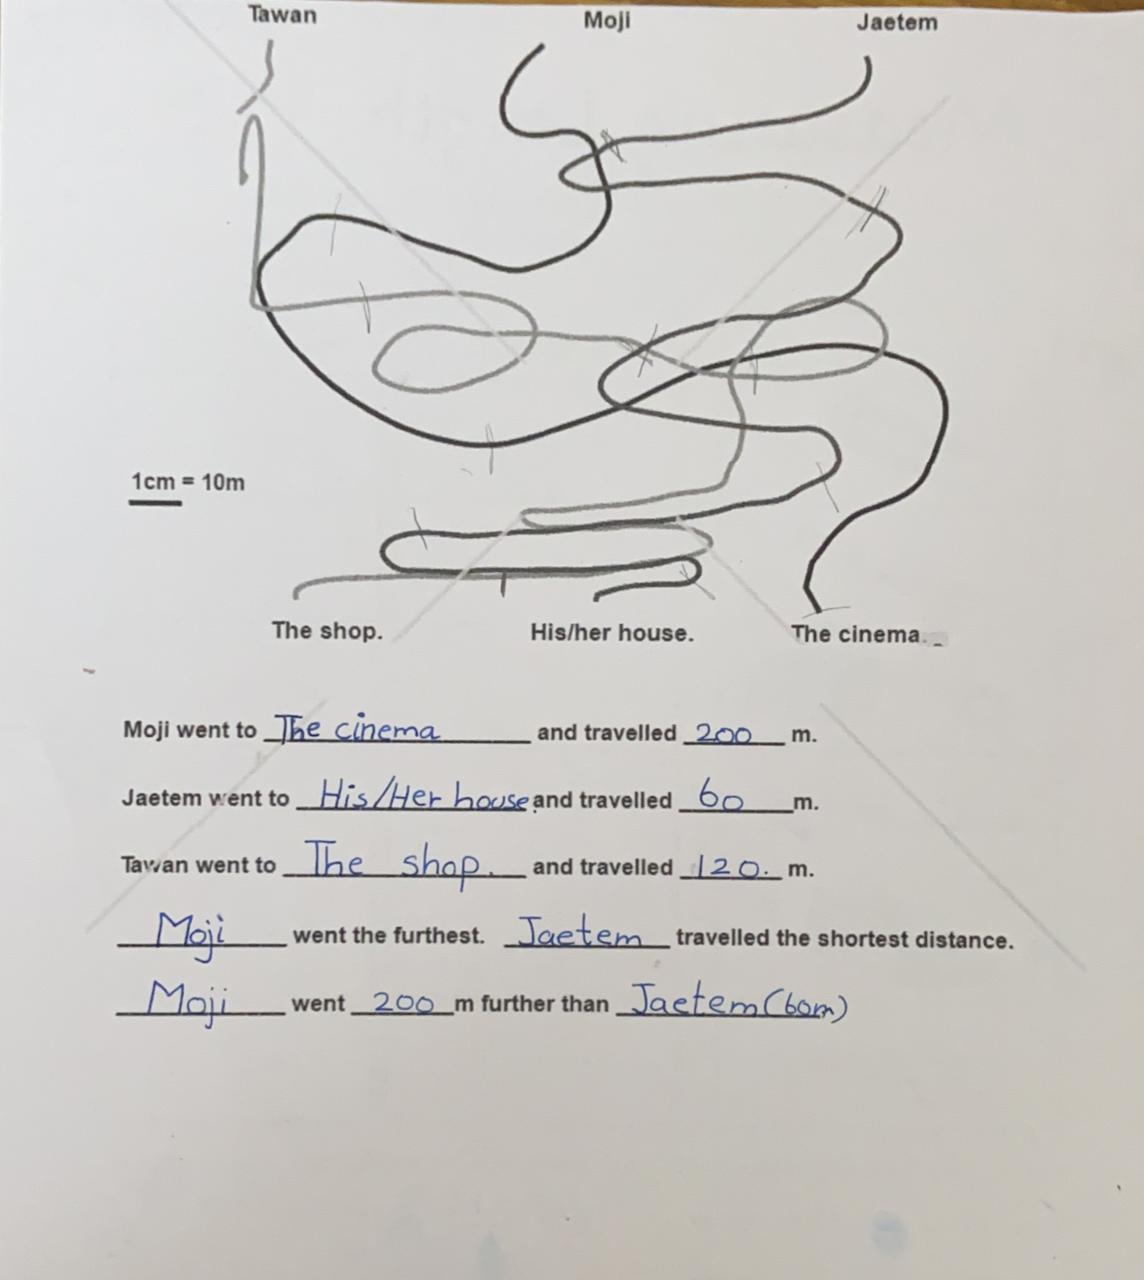 Tawan Moji Jaetem
1cm = 10m
The shop. His/her house. The cinema.
Moji went to The cinema and travelled 200 m.
Jaetem went to His/Her house and travelled 60 m.
Tawan went to The shop. and travelled 120. m.
Moji went the furthest. Jaetem travelled the shortest distance.
Moji went 200 m further than Jaetem (60m)